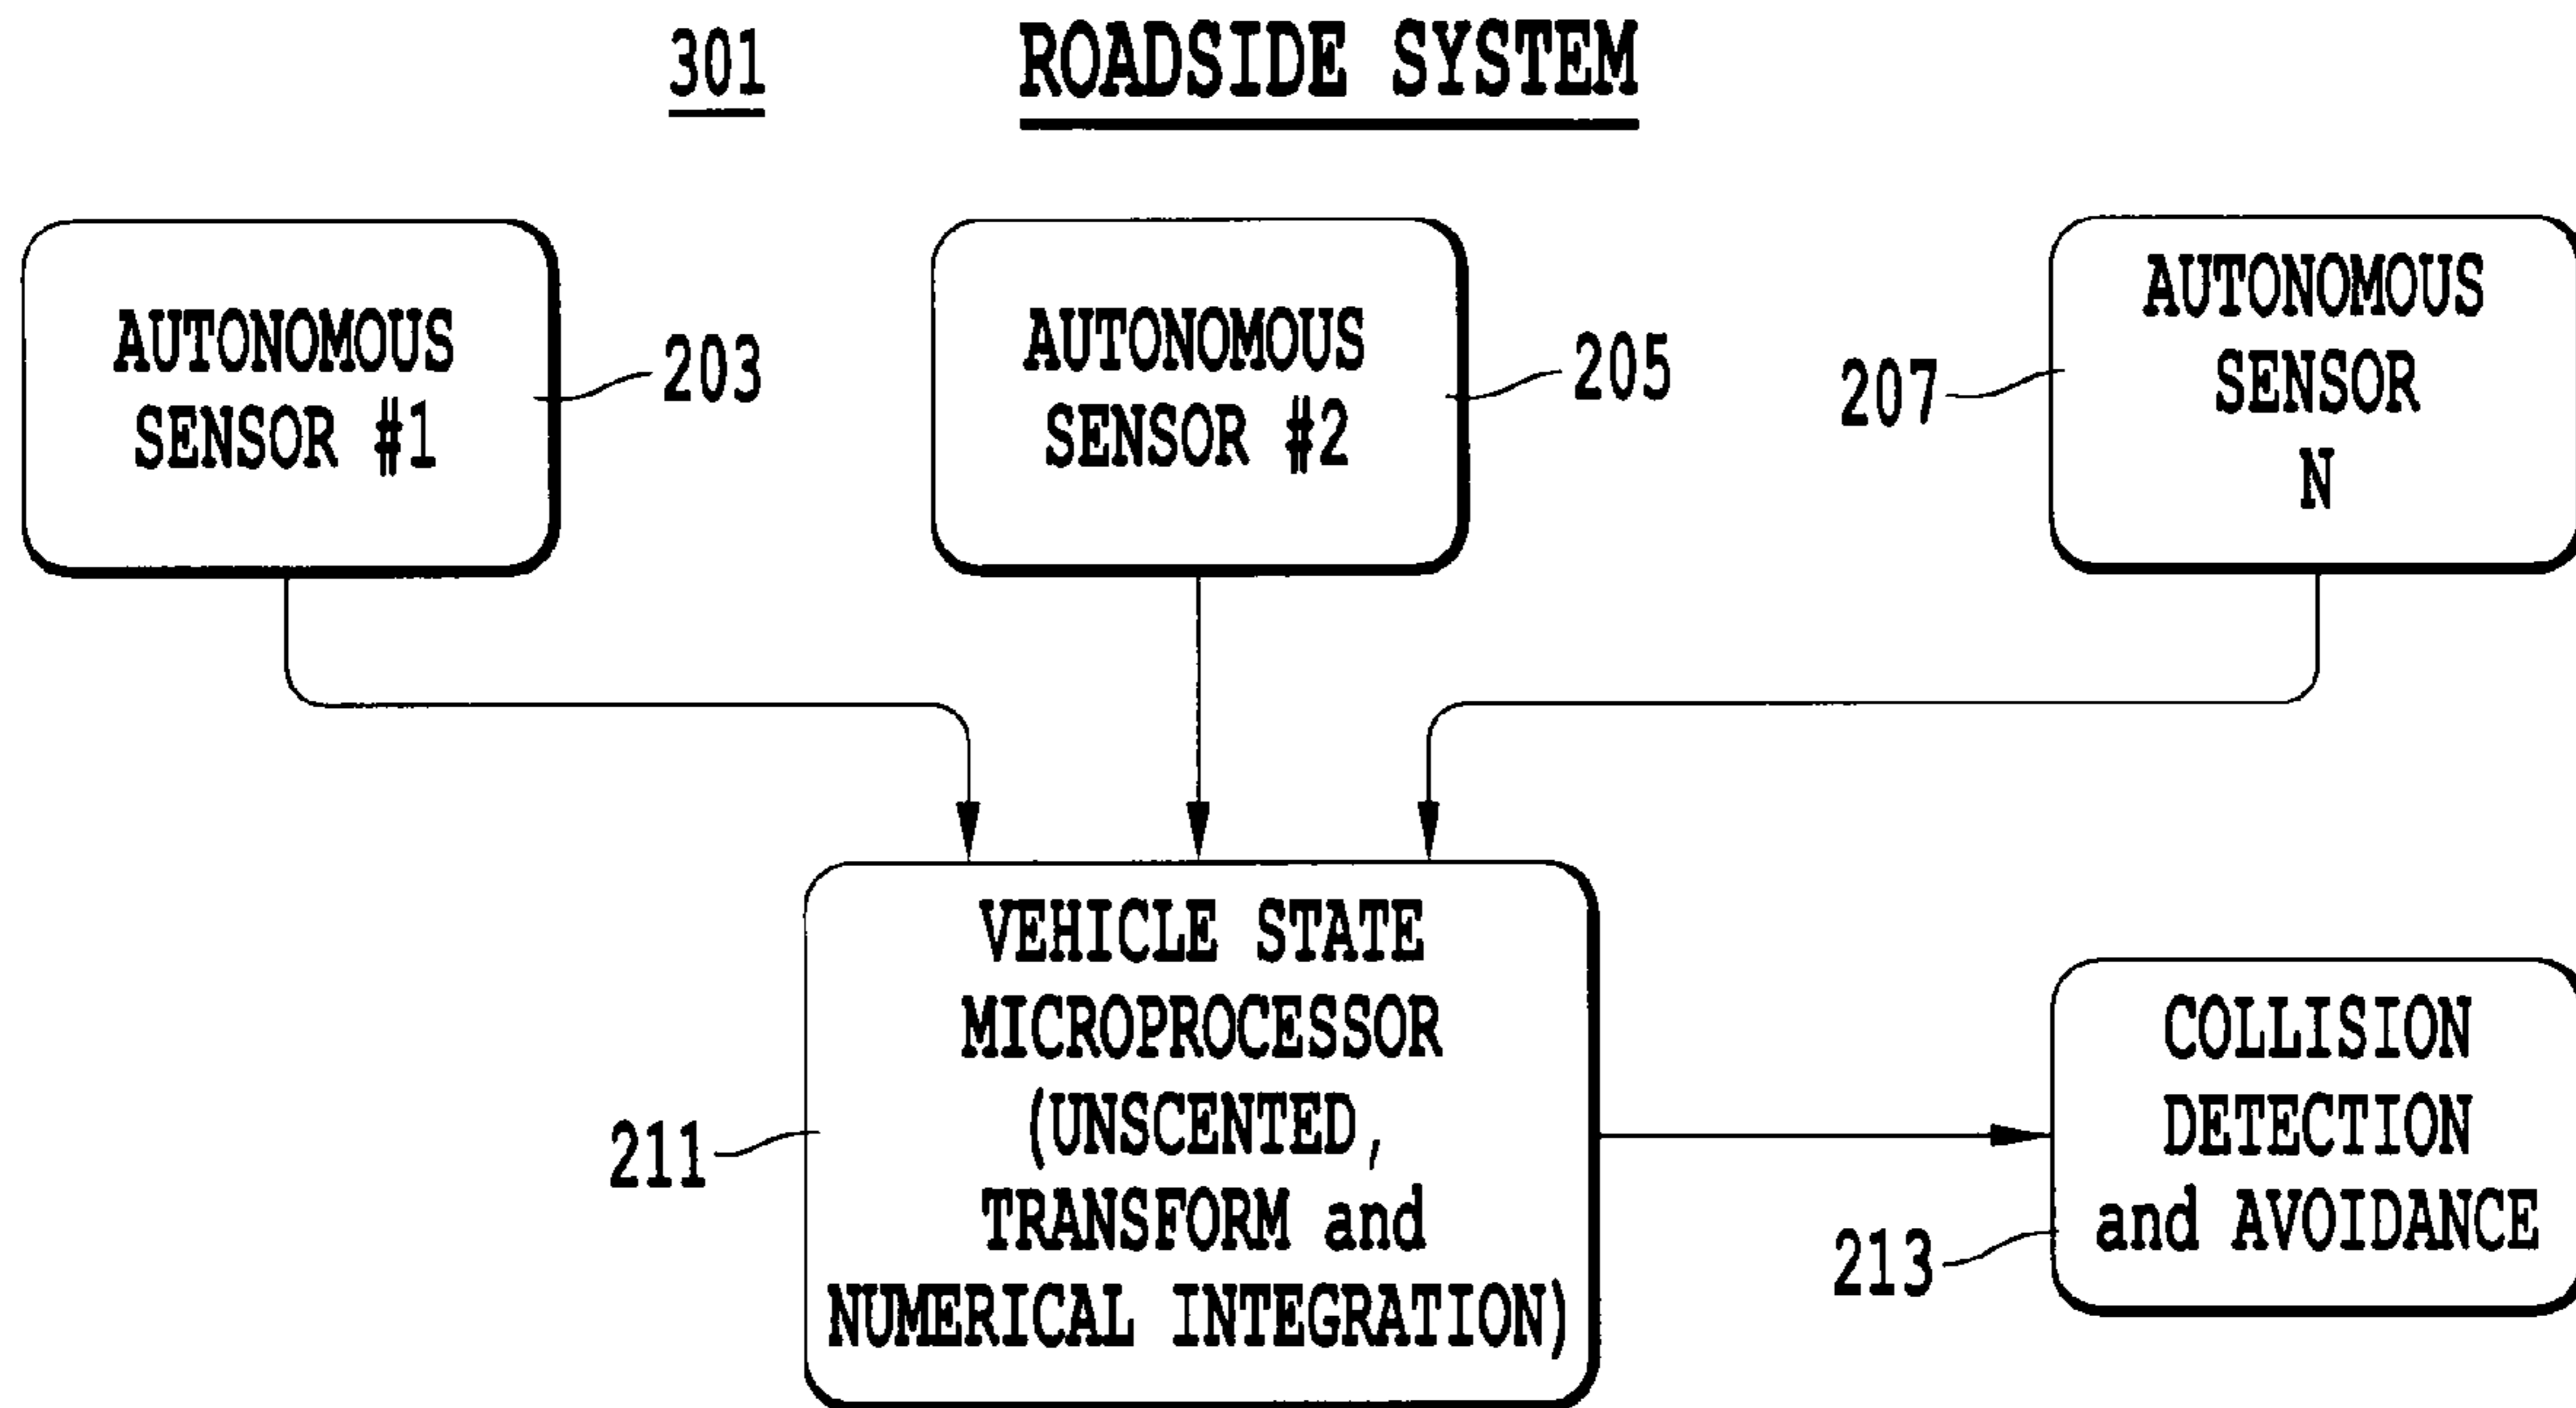 301 ROADSIDE SYSTEM
AUTONOMOUS
SENSOR #1
203
AUTONOMOUS
SENSOR #2
205
207
AUTONOMOUS
SENSOR
N
VEHICLE STATE
MICROPROCESSOR
(UNSCENTED,
TRANSFORM and
NUMERICAL INTEGRATION)
211
COLLISION
DETECTION
and AVOIDANCE
213